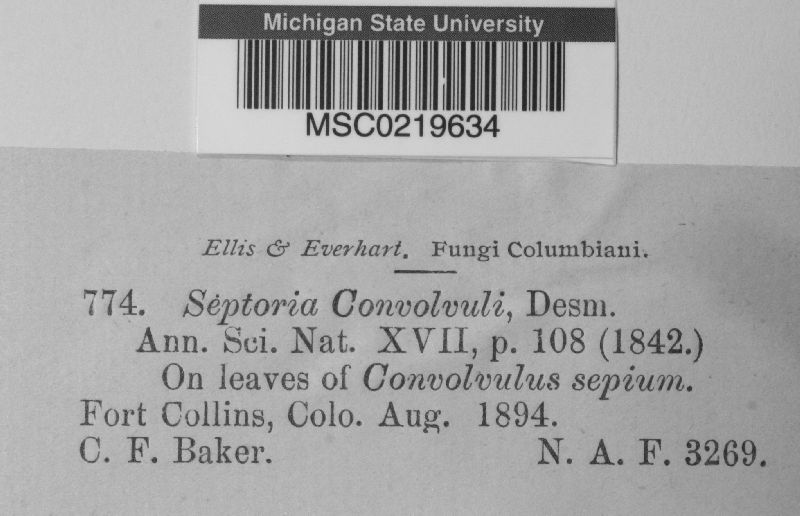 Michigan State University
MSC0219634
Ellis & Everhart. Fungi Columbiani.
774. Septoria Convolvuli, Desm.
Ann. Sci. Nat. XVII, p. 108 (1842.)
On leaves of Convolvulus sepium.
Fort Collins, Colo. Aug. 1894.
C. F. Baker. N. A. F. 3269.